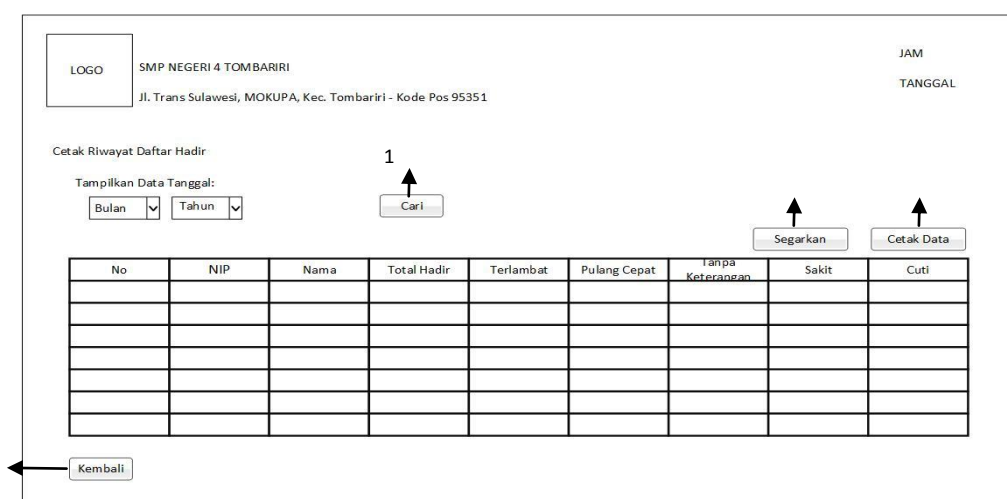 JAM
LOGO
SMP NEGERI 4 TOMBARIRI
TANGGAL
Jl. Trans Sulawesi, MOKUPA, Kec. Tombariri - Kode Pos 95351
Cetak Riwayat Daftar Hadir
1
Tampilkan Data Tanggal:
Bulan Tahun Cari
Segarkan Cetak Data
No NIP Nama Total Hadir Terlambat Pulang Cepat Tanpa Keterangan Sakit Cuti
Kembali